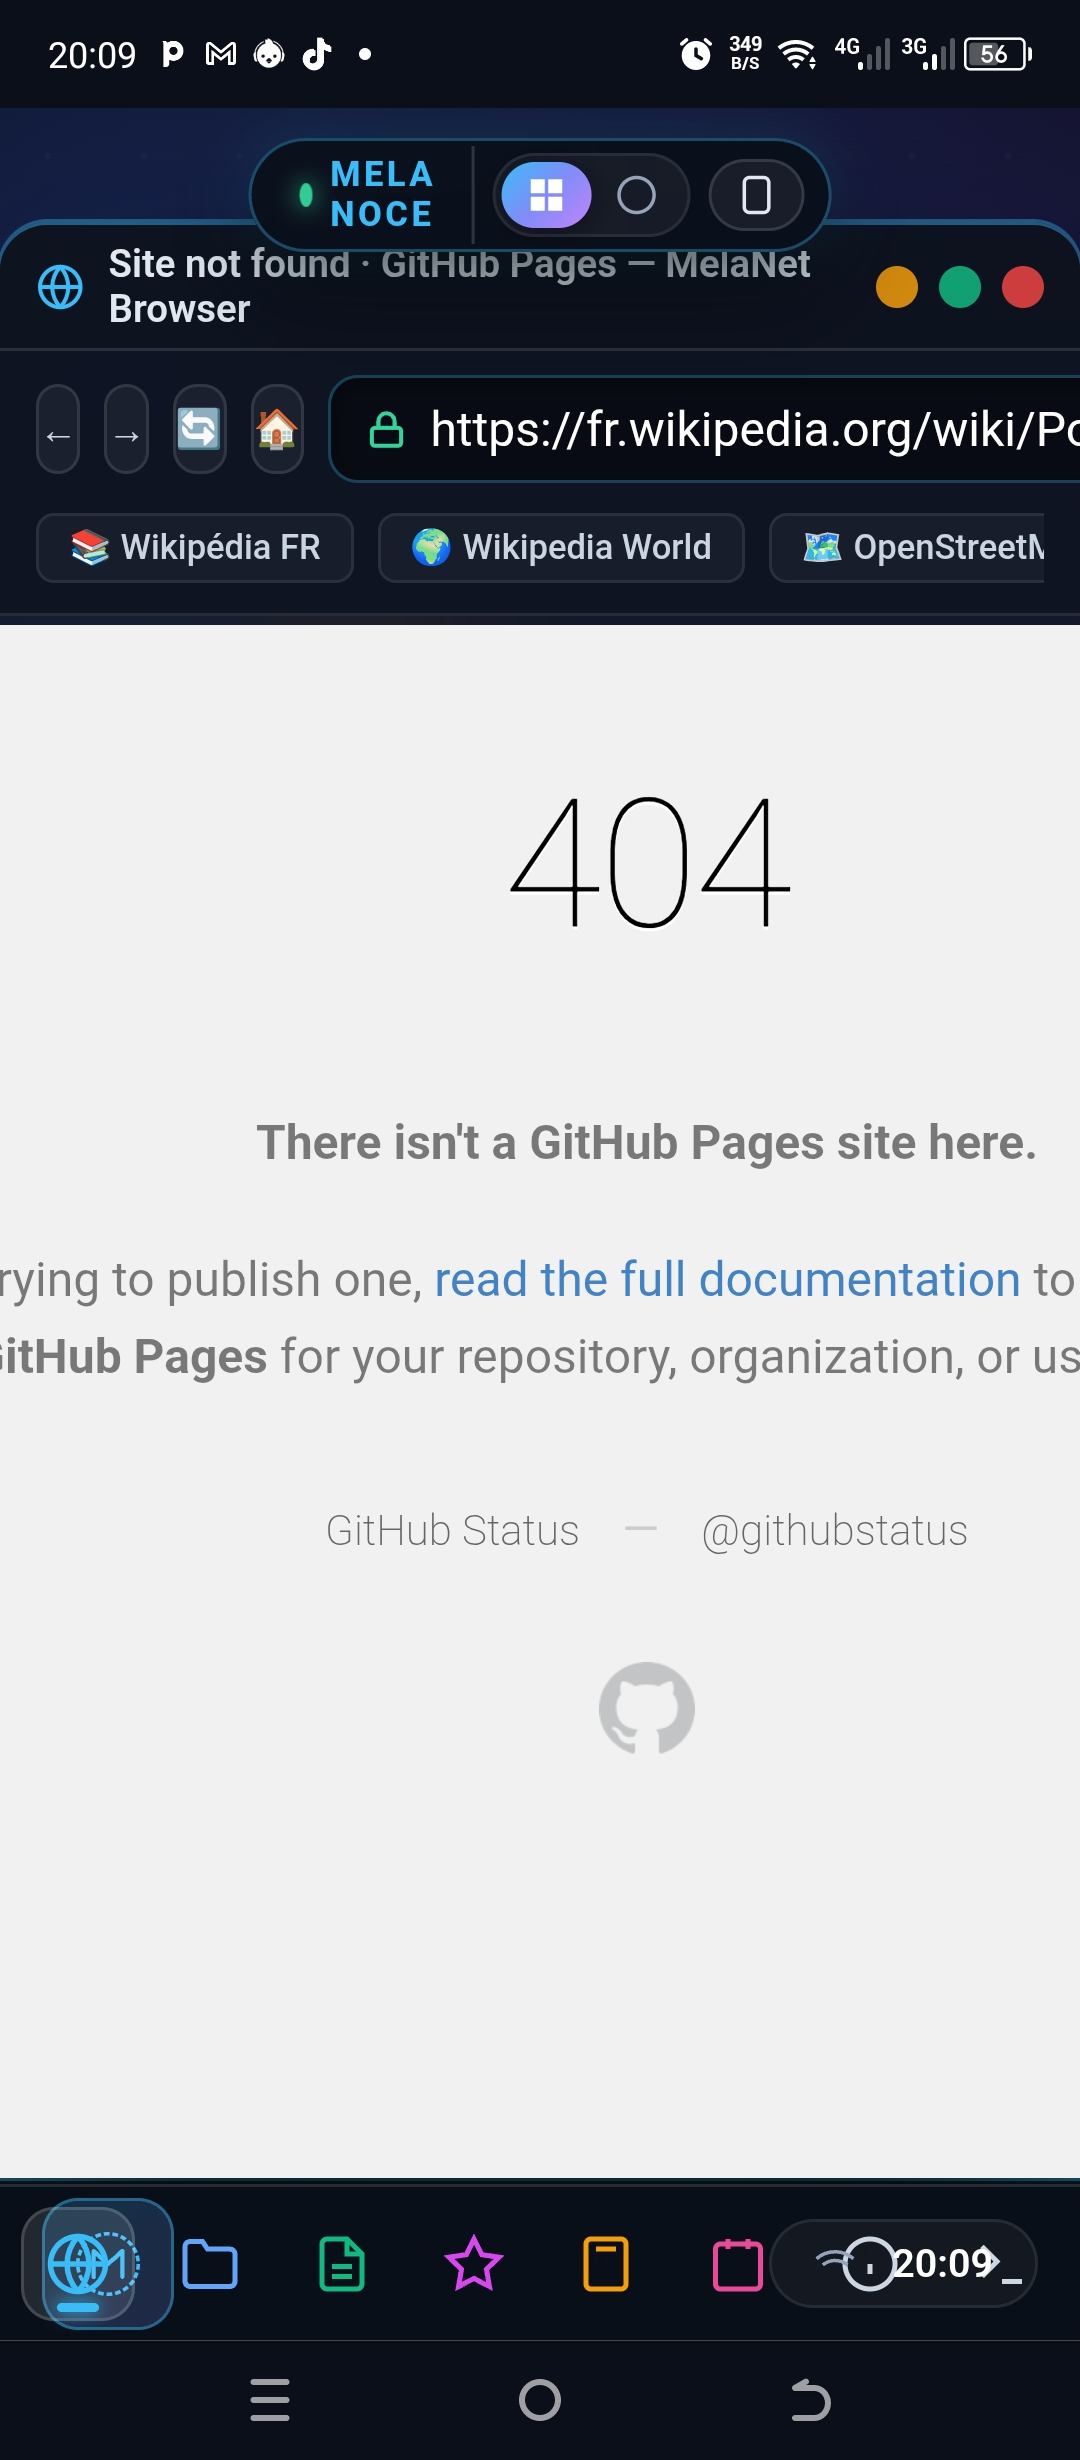 20:09
349
B/S
4G
3G
56
MELA
NOCE
Site not found · GitHub Pages — MelaNet
Browser
https://fr.wikipedia.org/wiki/Po
📚 Wikipédia FR
🌍 Wikipedia World
🗺️ OpenStreetM
404
There isn't a GitHub Pages site here.
rying to publish one, read the full documentation to
GitHub Pages for your repository, organization, or us
GitHub Status — @githubstatus
20:09